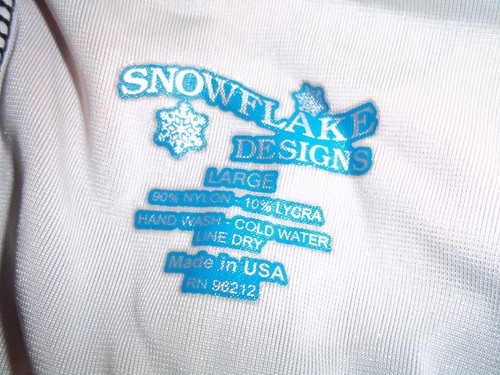 SNOWFLAKE
DESIGNS
LARGE
90% NYLON - 10% LYCRA
HAND WASH - COLD WATER
LINE DRY
Made in USA
RN 96212